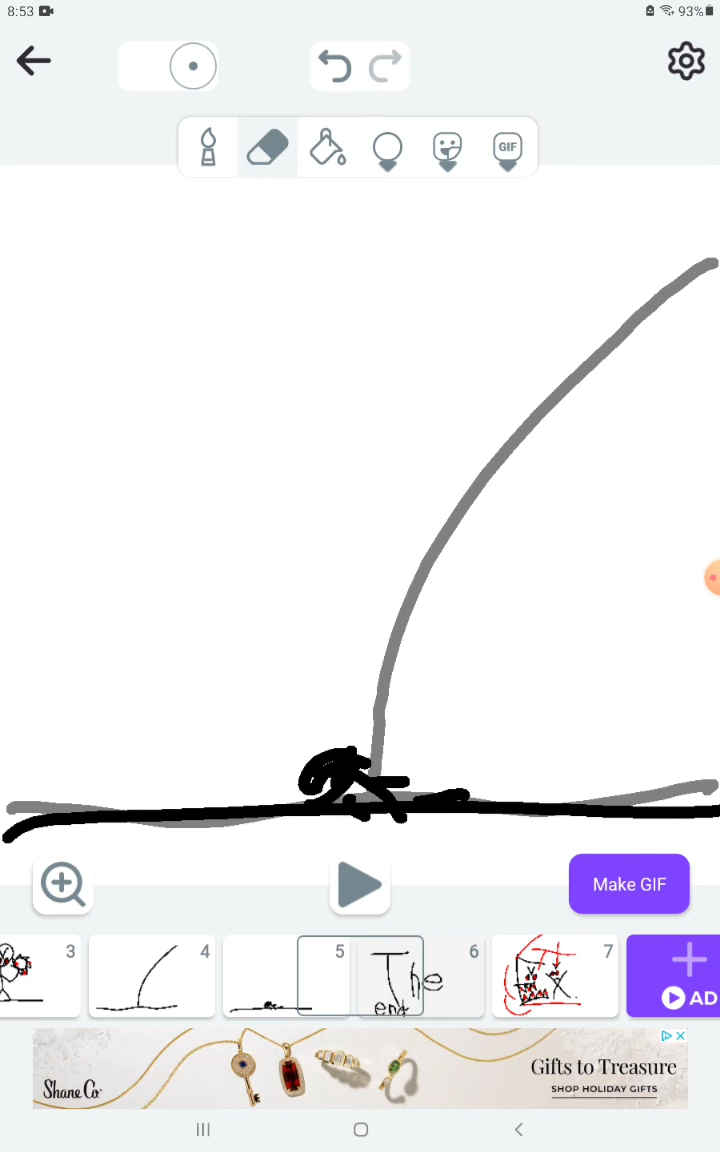 8:53
93%
GIF
Make GIF
3
4
5
6
7
The
end
AD
Shane Co.
Gifts to Treasure
SHOP HOLIDAY GIFTS